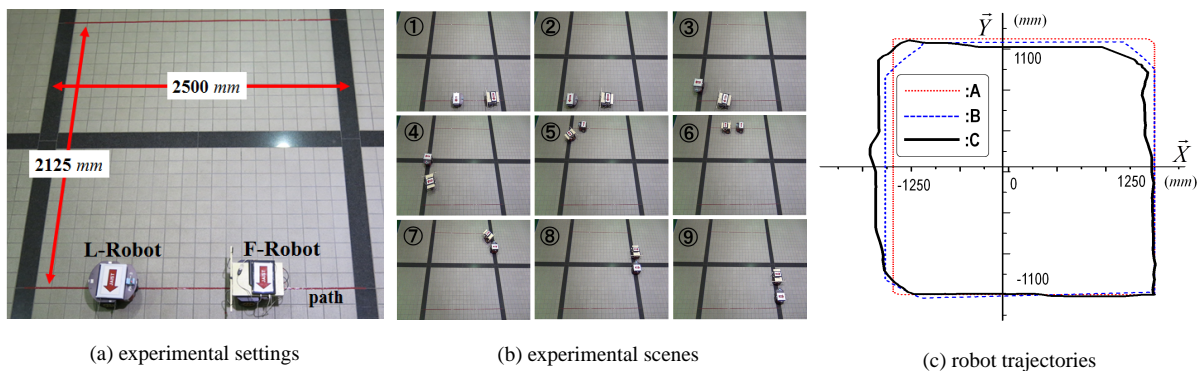 2500 mm
2125 mm
L-Robot
F-Robot
path
(a) experimental settings
①
②
③
④
⑤
⑥
⑦
⑧
⑨
(b) experimental scenes
Y (mm)
1100
:A
:B
:C
X
-1250
0
1250
(mm)
-1100
(c) robot trajectories